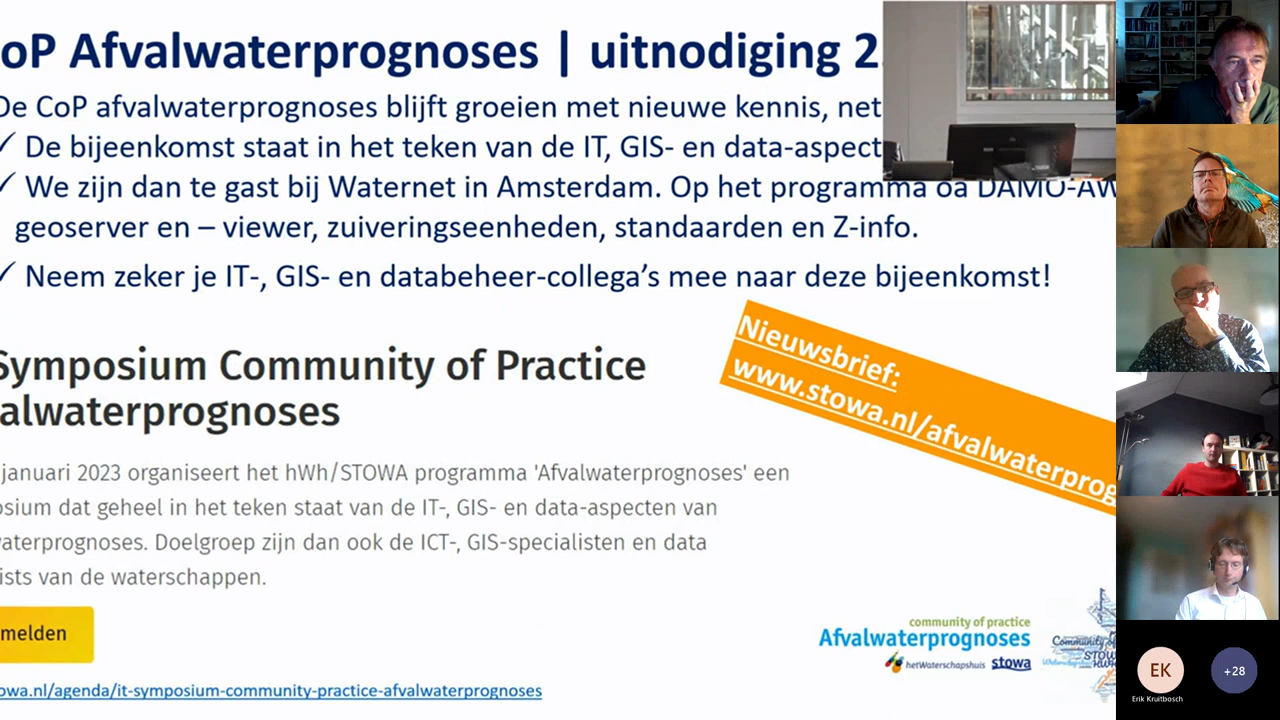 oP Afvalwaterprognoses | uitnodiging 2
De CoP afvalwaterprognoses blijft groeien met nieuwe kennis, net
✓ De bijeenkomst staat in het teken van de IT, GIS- en data-aspect
✓ We zijn dan te gast bij Waternet in Amsterdam. Op het programma oa DAMO-AW
geoserver en – viewer, zuiveringseenheden, standaarden en Z-info.
✓ Neem zeker je IT-, GIS- en databeheer-collega’s mee naar deze bijeenkomst!
Nieuwsbrief:
www.stowa.nl/afvalwaterprog
Symposium Community of Practice
alwaterprognoses
januari 2023 organiseert het hWh/STOWA programma 'Afvalwaterprognoses' een
osium dat geheel in het teken staat van de IT-, GIS- en data-aspecten van
vaterprognoses. Doelgroep zijn dan ook de ICT-, GIS-specialisten en data
ists van de waterschappen.
melden
community of practice
Afvalwaterprognoses
hetWaterschapshuis stowa
Community of
STOWA
owa.nl/agenda/it-symposium-community-practice-afvalwaterprognoses
EK
+28
Erik Kruitbosch